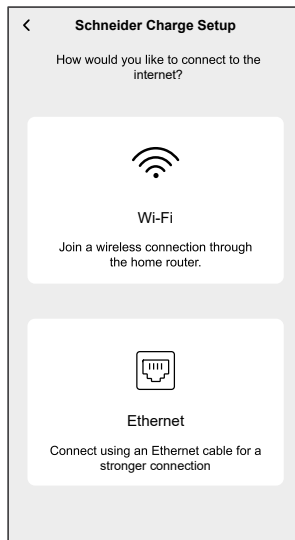 Schneider Charge Setup
How would you like to connect to the
internet?
Wi-Fi
Join a wireless connection through
the home router.
Ethernet
Connect using an Ethernet cable for a
stronger connection